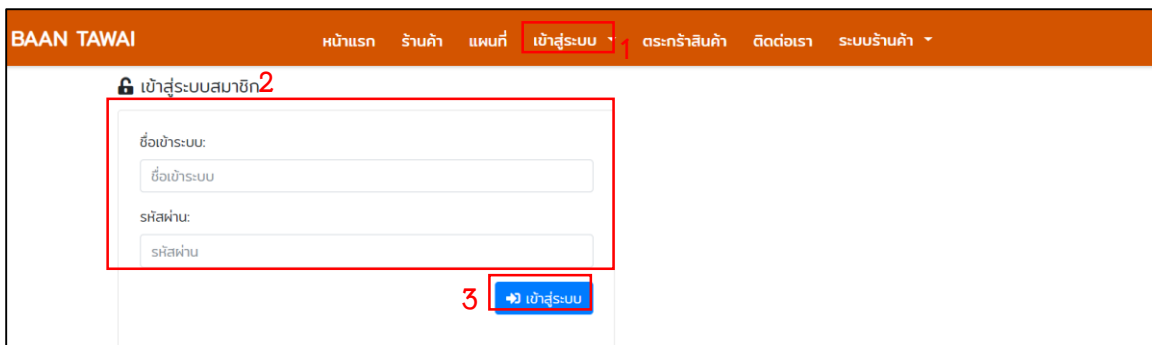 BAAN TAWAI หน้าแรก ร้านค้า แผนที่ เข้าสู่ระบบ 1 ตระกร้าสินค้า ติดต่อเรา ระบบร้านค้า
เข้าสู่ระบบสมาชิก 2
ชื่อเข้าระบบ:
ชื่อเข้าระบบ
รหัสผ่าน:
รหัสผ่าน
3 เข้าสู่ระบบ